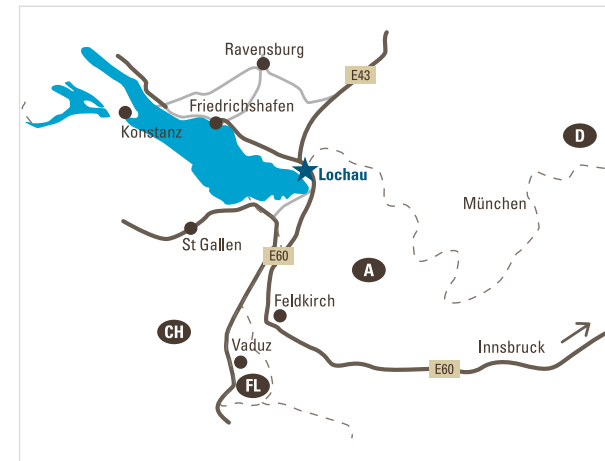 Ravensburg
E43
Friedrichshafen
Konstanz
D
Lochau
München
St Gallen
E60
A
Feldkirch
CH
Vaduz
Innsbruck
E60
FL